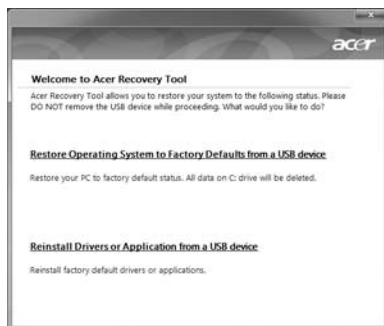 acer
Welcome to Acer Recovery Tool
Acer Recovery Tool allows you to restore your system to the following status. Please
DO NOT remove the USB device while proceeding. What would you like to do?
Restore Operating System to Factory Defaults from a USB device
Restore your PC to factory default status. All data on C: drive will be deleted.
Reinstall Drivers or Application from a USB device
Reinstall factory default drivers or applications.